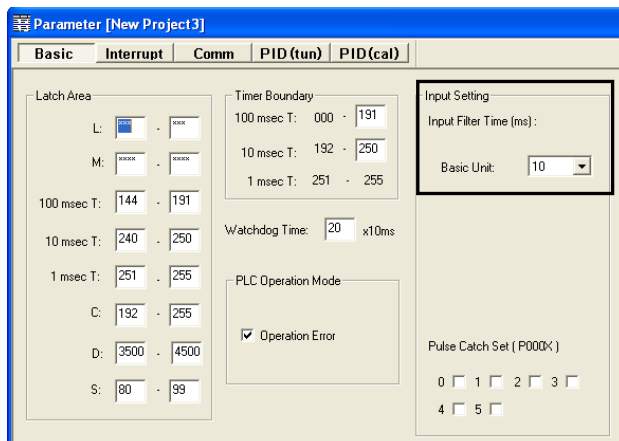 Parameter [New Project3]
Basic Interrupt Comm PID(tun) PID(cal)
Latch Area
L: *** - ***
M: **** - ****
100 msec T: 144 - 191
10 msec T: 240 - 250
1 msec T: 251 - 255
C: 192 - 255
D: 3500 - 4500
S: 80 - 99
Timer Boundary
100 msec T: 000 - 191
10 msec T: 192 - 250
1 msec T: 251 - 255
Watchdog Time: 20 x10ms
PLC Operation Mode
Operation Error
Input Setting
Input Filter Time (ms) :
Basic Unit: 10
Pulse Catch Set ( P000X )
0 1 2 3
4 5